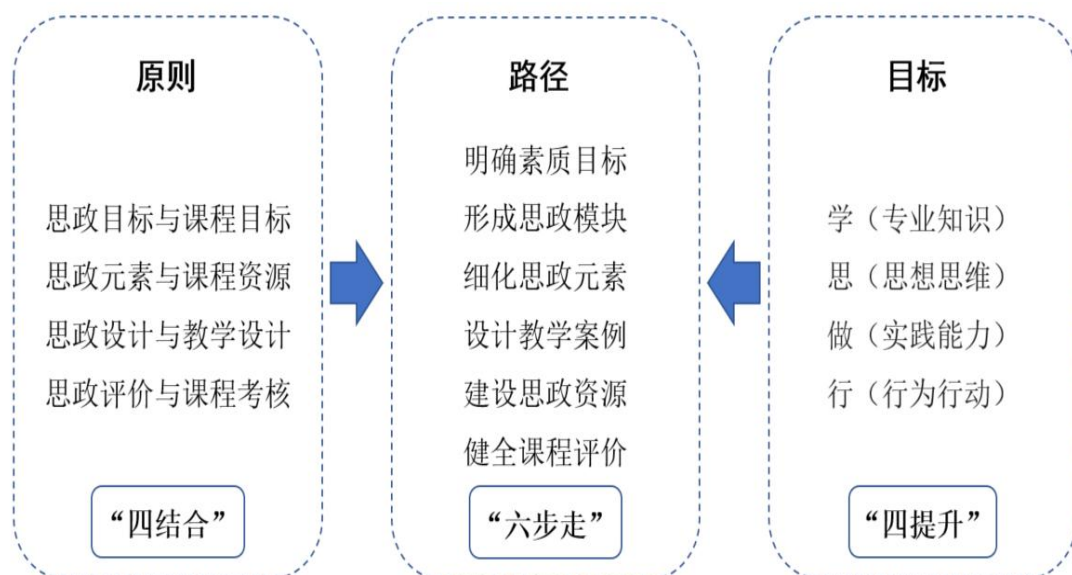 原则
思政目标与课程目标
思政元素与课程资源
思政设计与教学设计
思政评价与课程考核
“四结合”
路径
明确素质目标
形成思政模块
细化思政元素
设计教学案例
建设思政资源
健全课程评价
“六步走”
目标
学（专业知识）
思（思想思维）
做（实践能力）
行（行为行动）
“四提升”